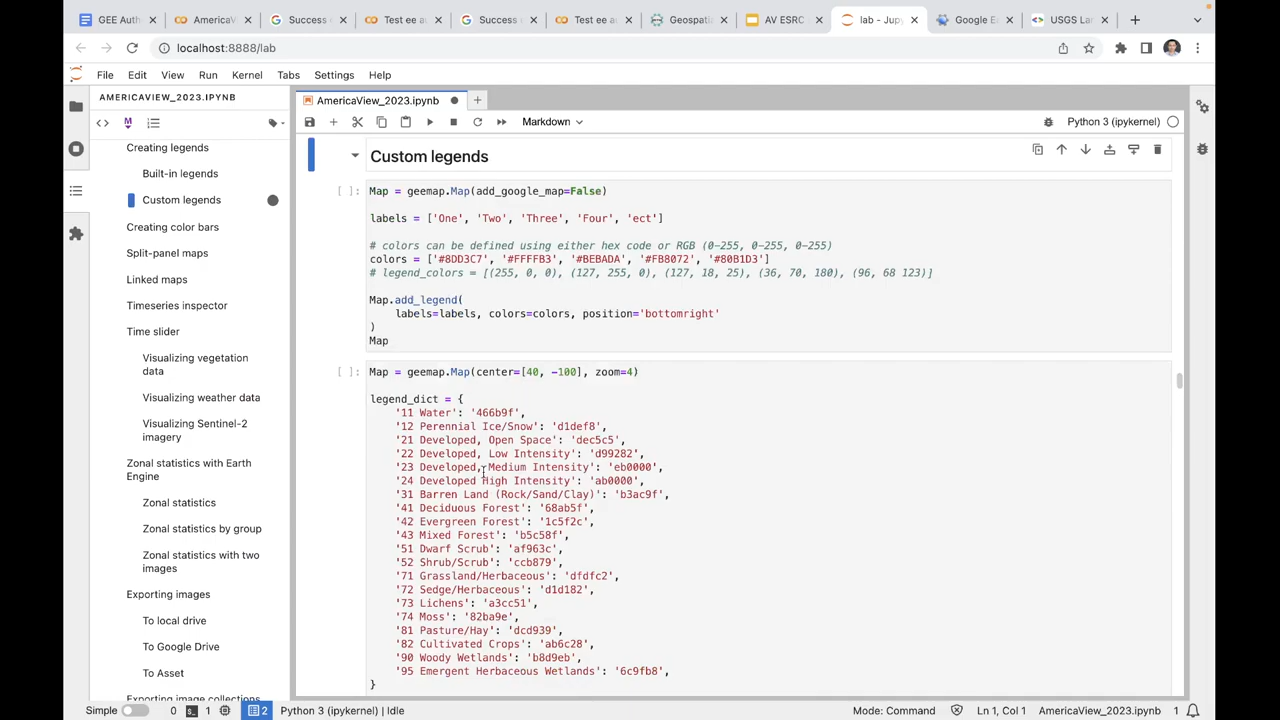 GEE Auth
AmericaV
Success
Test ee au
Success
Test ee a
Geospati
AV ESRC
lab - Jupy
Google E
USGS La
localhost:8888/lab
File Edit View Run Kernel Tabs Settings Help
AMERICAVIEW_2023.IPYNB
Creating legends
Built-in legends
Custom legends
Creating color bars
Split-panel maps
Linked maps
Timeseries inspector
Time slider
Visualizing vegetation
data
Visualizing weather data
Visualizing Sentinel-2
imagery
Zonal statistics with Earth
Engine
Zonal statistics
Zonal statistics by group
Zonal statistics with two
images
Exporting images
To local drive
To Google Drive
To Asset
Exporting image collections
AmericaView_2023.ipynb
Markdown
Python 3 (ipykernel)
Custom legends
[ ]: Map = geemap.Map(add_google_map=False)
labels = ['One', 'Two', 'Three', 'Four', 'ect']
# colors can be defined using either hex code or RGB (0-255, 0-255, 0-255)
colors = ['#8DD3C7', '#FFFFB3', '#BEBADA', '#FB8072', '#80B1D3']
# legend_colors = [(255, 0, 0), (127, 255, 0), (127, 18, 25), (36, 70, 180), (96, 68 123)]
Map.add_legend(
labels=labels, colors=colors, position='bottomright'
)
Map
[ ]: Map = geemap.Map(center=[40, -100], zoom=4)
legend_dict = {
'11 Water': '466b9f',
'12 Perennial Ice/Snow': 'd1def8',
'21 Developed, Open Space': 'dec5c5',
'22 Developed, Low Intensity': 'd99282',
'23 Developed, Medium Intensity': 'eb0000',
'24 Developed High Intensity': 'ab0000',
'31 Barren Land (Rock/Sand/Clay)': 'b3ac9f',
'41 Deciduous Forest': '68ab5f',
'42 Evergreen Forest': '1c5f2c',
'43 Mixed Forest': 'b5c58f',
'51 Dwarf Scrub': 'af963c',
'52 Shrub/Scrub': 'ccb879',
'71 Grassland/Herbaceous': 'dfdfc2',
'72 Sedge/Herbaceous': 'd1d182',
'73 Lichens': 'a3cc51',
'74 Moss': '82ba9e',
'81 Pasture/Hay': 'dcd939',
'82 Cultivated Crops': 'ab6c28',
'90 Woody Wetlands': 'b8d9eb',
'95 Emergent Herbaceous Wetlands': '6c9fb8',
}
Simple 0 1 2 Python 3 (ipykernel) | Idle Mode: Command Ln 1, Col 1 AmericaView_2023.ipynb 1